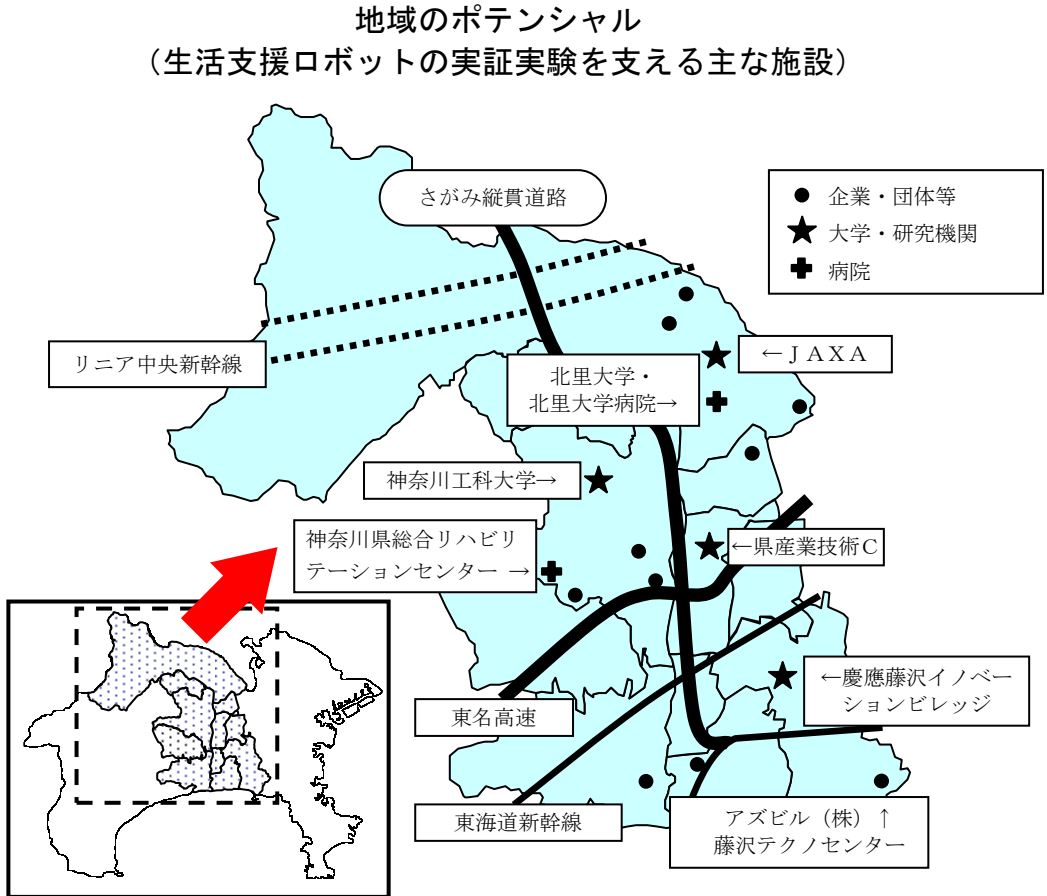 地域のポテンシャル
（生活支援ロボットの実証実験を支える主な施設）
さがみ縦貫道路
企業・団体等
大学・研究機関
病院
リニア中央新幹線
←ＪＡＸＡ
北里大学・
北里大学病院→
神奈川工科大学→
神奈川県総合リハビリ
テーションセンター →
←県産業技術Ｃ
←慶應藤沢イノベー
ションビレッジ
東名高速
東海道新幹線
アズビル（株）↑
藤沢テクノセンター